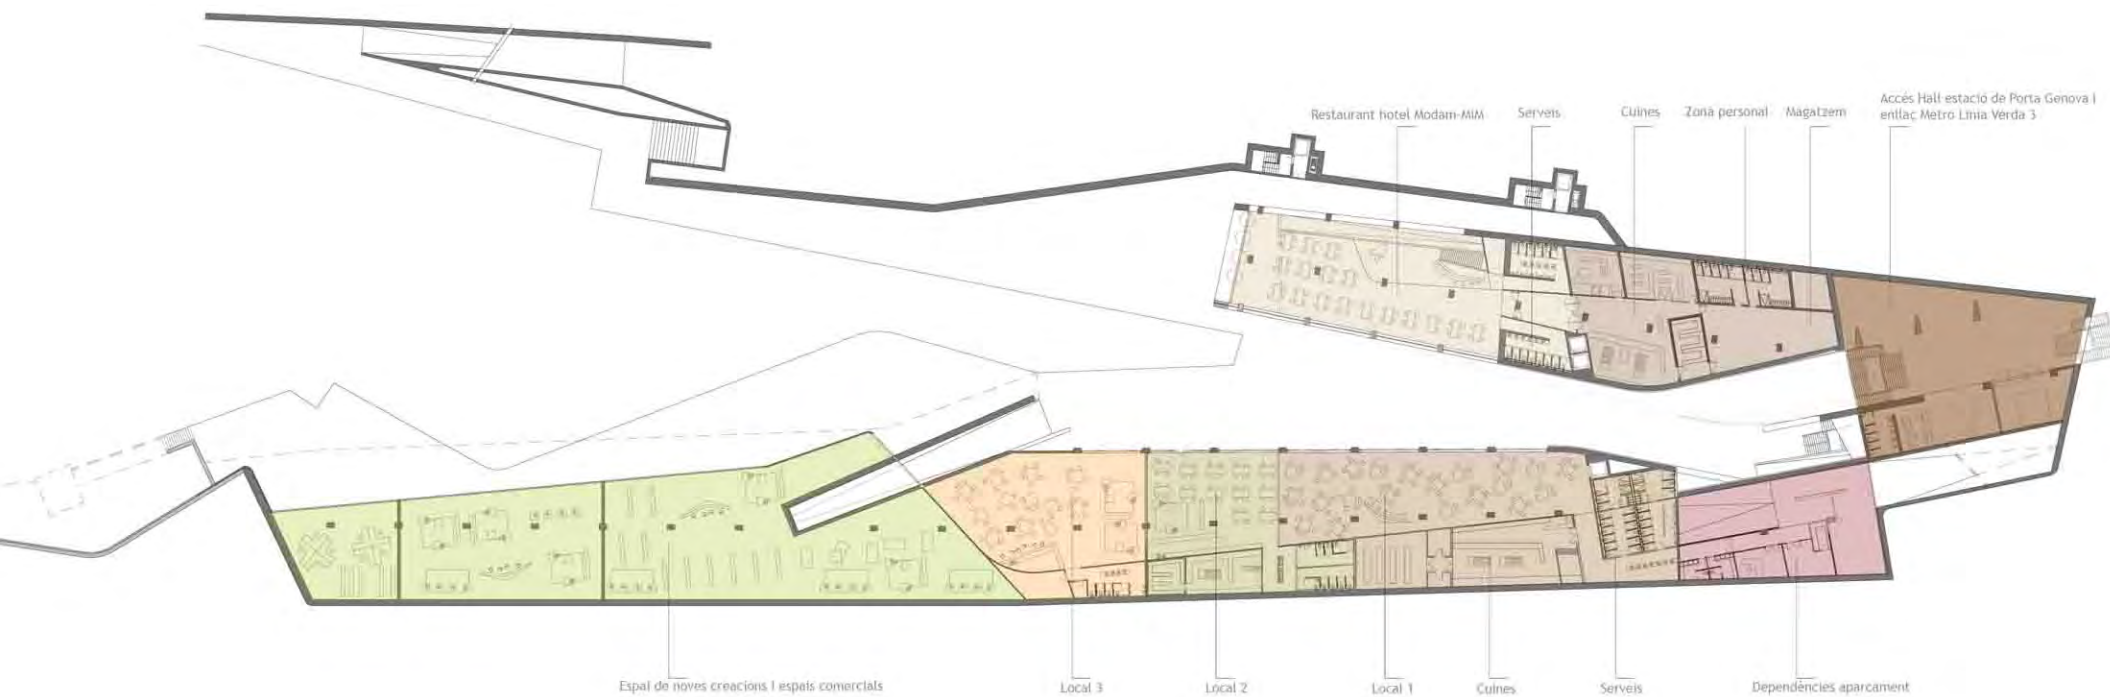 Restaurant hotel Modam-MIM
Serveis
Cuines
Zona personal
Magatzem
Accés Hall estació de Porta Genova i
enllaç Metro Linia Verda 3
Espai de noves creacions i espais comercials
Local 3
Local 2
Local 1
Cuines
Serveis
Dependències aparcament